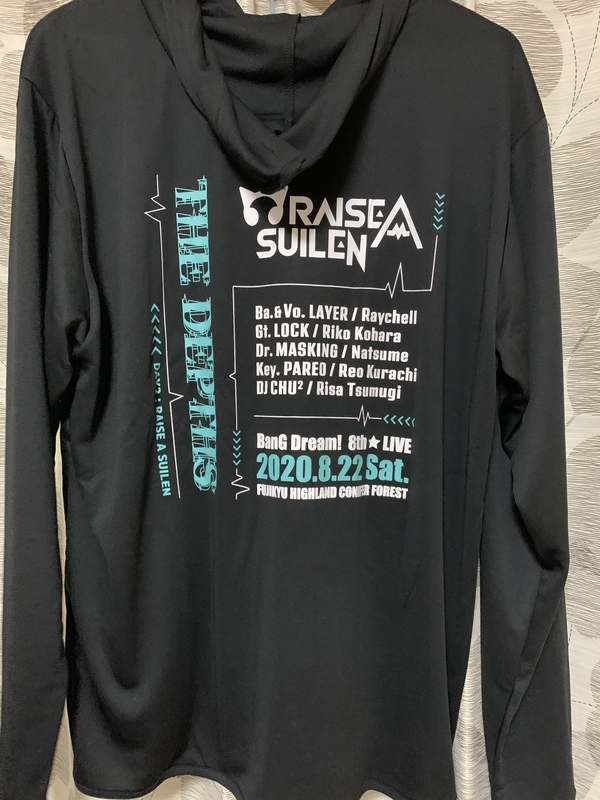 RAISE A
SUILEN
THE DEPTHS
DAY2 : RAISE A SUILEN
Ba.&Vo. LAYER / Raychell
Gt. LOCK / Riko Kohara
Dr. MASKING / Natsume
Key. PAREO / Reo Kurachi
DJ CHU² / Risa Tsumugi
BanG Dream! 8th★LIVE
2020.8.22 Sat.
FUJIKYU HIGHLAND CONIFER FOREST